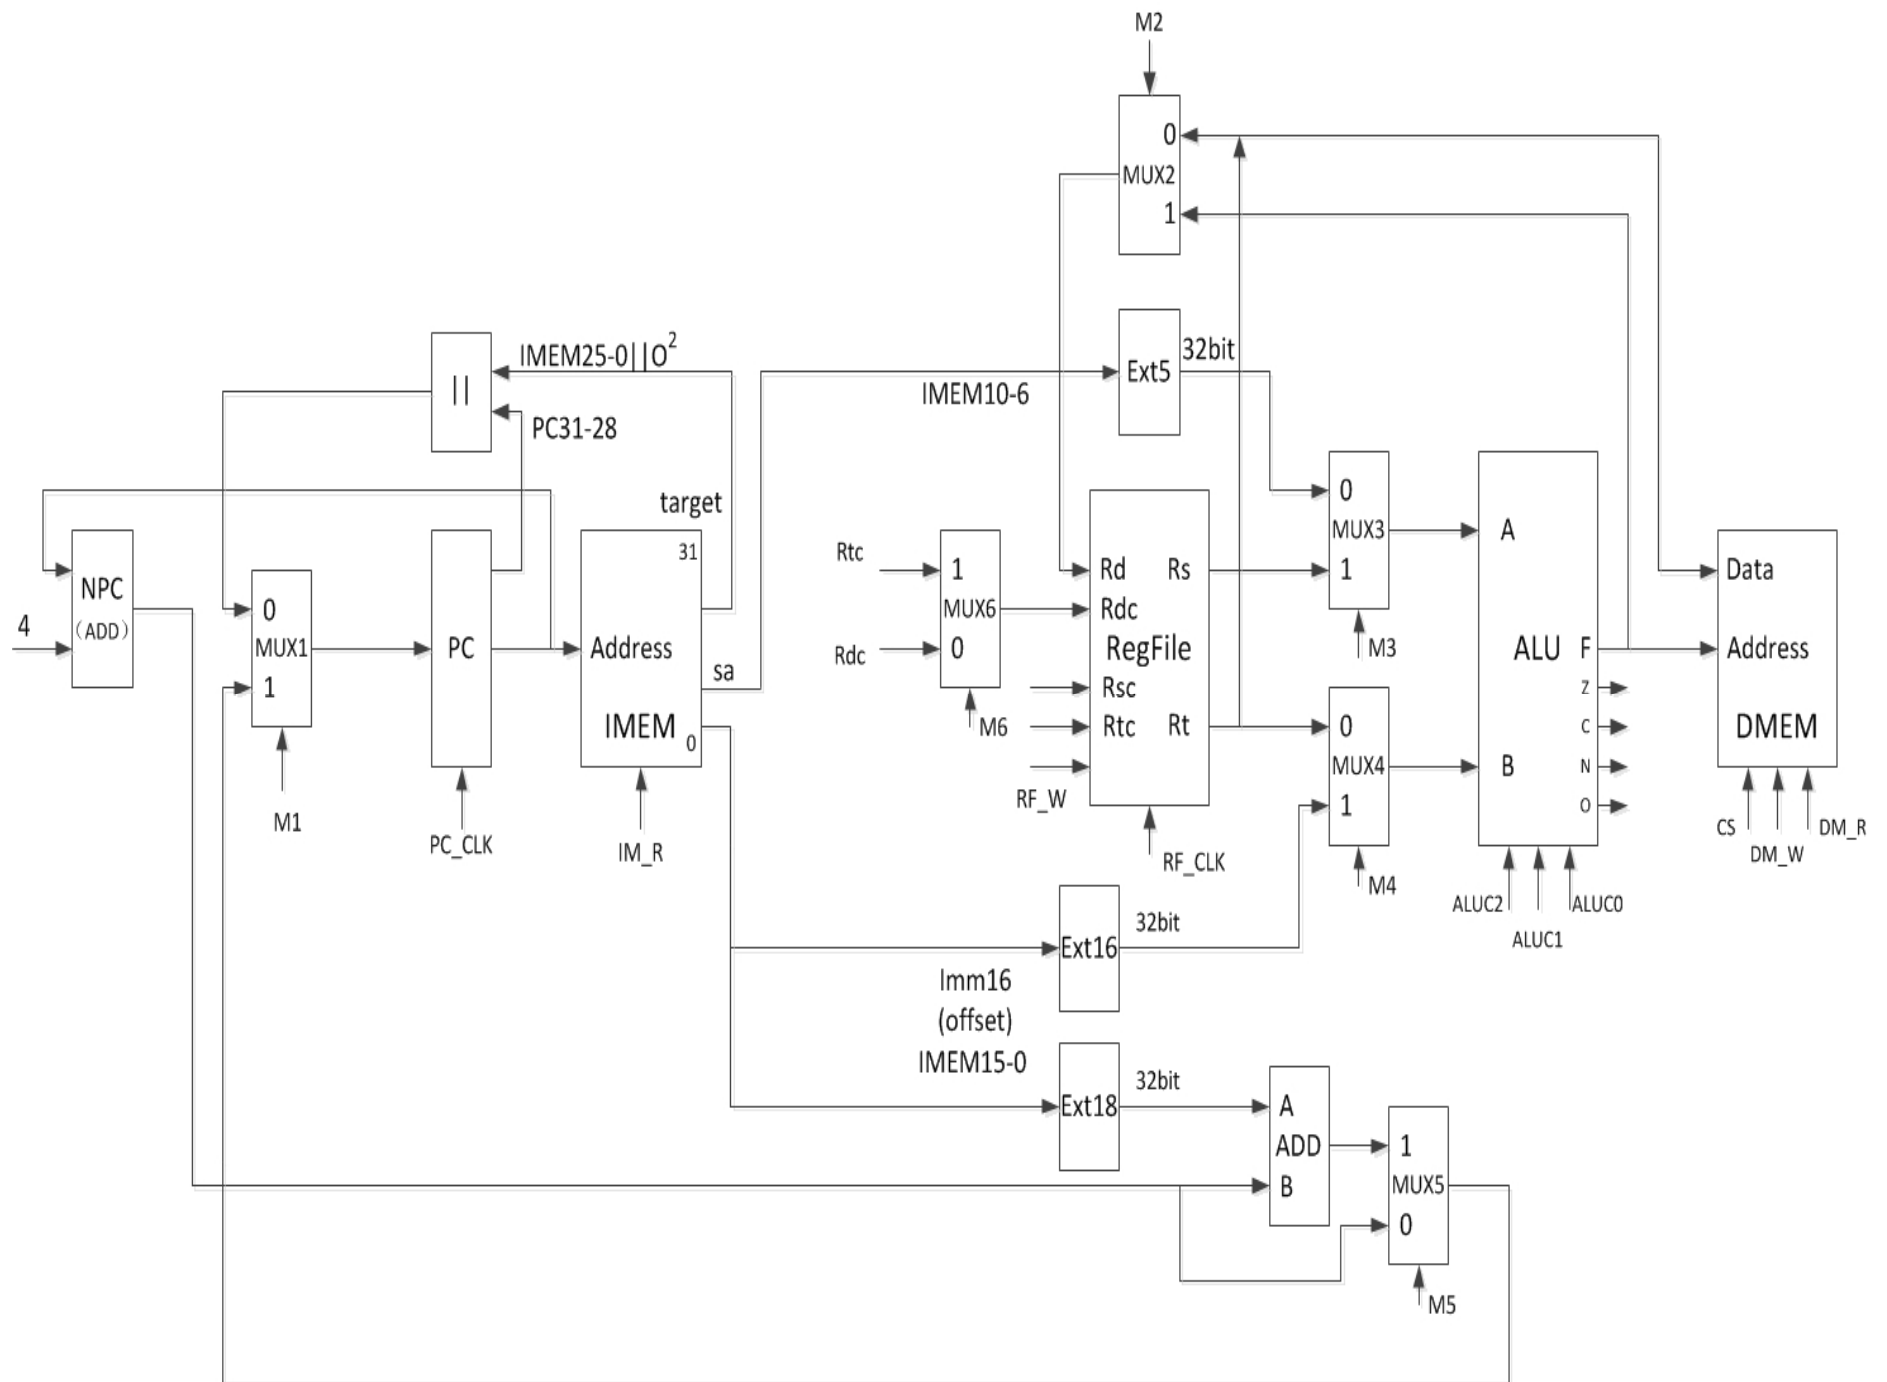 M2
0
MUX2
1
IMEM25-0||O²
||
PC31-28
32bit
Ext5
IMEM10-6
target
4
NPC
(ADD)
0
MUX1
1
M1
PC
PC_CLK
31
Address
sa
IMEM
0
IM_R
Rtc
1
MUX6
Rdc
0
M6
Rd
Rs
Rdc
RegFile
Rsc
Rtc
Rt
RF_W
RF_CLK
0
MUX3
1
M3
0
MUX4
1
M4
A
ALU
F
Z
C
B
N
O
ALUC2
ALUC1
ALUC0
Data
Address
DMEM
CS
DM_W
DM_R
Ext16
32bit
Imm16
(offset)
IMEM15-0
Ext18
32bit
A
ADD
B
1
MUX5
0
M5